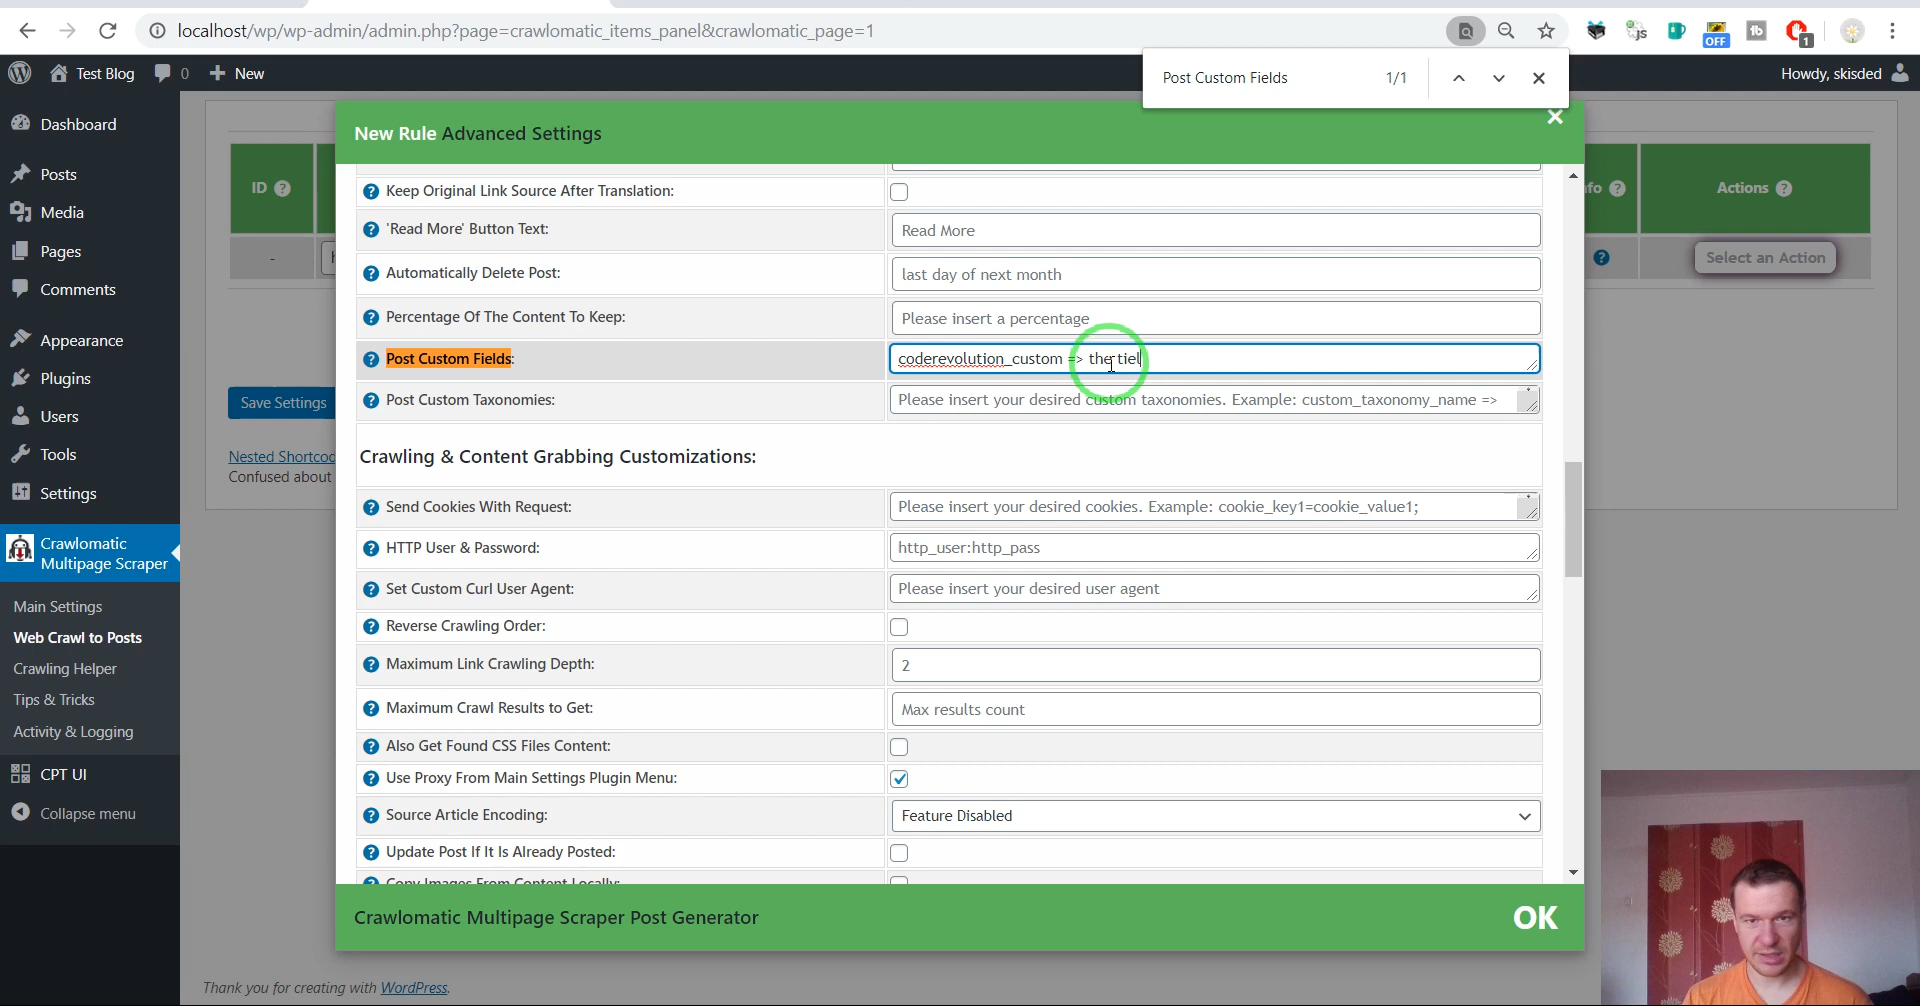 localhost/wp/wp-admin/admin.php?page=crawlomatic_items_panel&crawlomatic_page=1
JS
OFF
1
Post Custom Fields 1/1
Test Blog 0 New
Howdy, skisded
Dashboard
Posts
Media
Pages
Comments
Appearance
Plugins
Users
Tools
Settings
Crawlomatic
Multipage Scraper
Main Settings
Web Crawl to Posts
Crawling Helper
Tips & Tricks
Activity & Logging
CPT UI
Collapse menu
ID
Actions
-
Select an Action
Save Settings
Confused about
New Rule Advanced Settings
Keep Original Link Source After Translation:
'Read More' Button Text: Read More
Automatically Delete Post: last day of next month
Percentage Of The Content To Keep: Please insert a percentage
Post Custom Fields: coderevolution_custom => the tiel
Post Custom Taxonomies: Please insert your desired custom taxonomies. Example: custom_taxonomy_name =>
Crawling & Content Grabbing Customizations:
Send Cookies With Request: Please insert your desired cookies. Example: cookie_key1=cookie_value1;
HTTP User & Password: http_user:http_pass
Set Custom Curl User Agent: Please insert your desired user agent
Reverse Crawling Order:
Maximum Link Crawling Depth: 2
Maximum Crawl Results to Get: Max results count
Also Get Found CSS Files Content:
Use Proxy From Main Settings Plugin Menu:
Source Article Encoding: Feature Disabled
Update Post If It Is Already Posted:
Copy Images From Content Locally:
Crawlomatic Multipage Scraper Post Generator OK
Thank you for creating with WordPress.